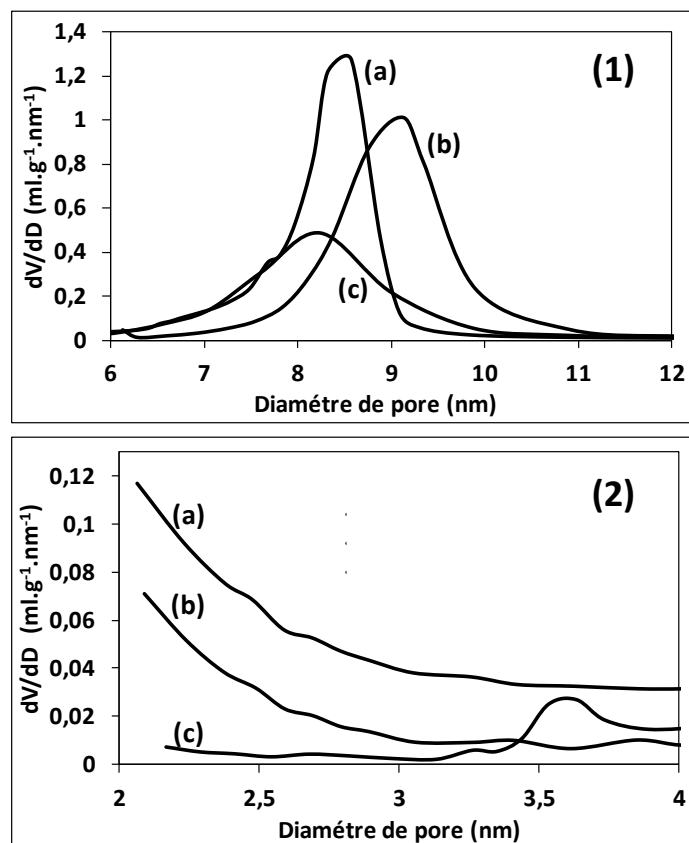 (1)
dV/dD (ml.g⁻¹.nm⁻¹)
1,4
1,2
1
0,8
0,6
0,4
0,2
0
(a)
(b)
(c)
6 7 8 9 10 11 12
Diamétre de pore (nm)
(2)
dV/dD (ml.g⁻¹.nm⁻¹)
0,12
0,1
0,08
0,06
0,04
0,02
0
(a)
(b)
(c)
2 2,5 3 3,5 4
Diamétre de pore (nm)